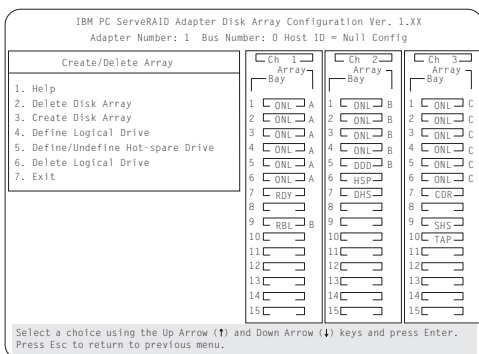 IBM PC ServeRAID Adapter Disk Array Configuration Ver. 1.XX
Adapter Number: 1 Bus Number: 0 Host ID = Null Config
Create/Delete Array
1. Help
2. Delete Disk Array
3. Create Disk Array
4. Define Logical Drive
5. Define/Undefine Hot-spare Drive
6. Delete Logical Drive
7. Exit
Ch 1
Array
Bay
1 ONL A
2 ONL A
3 ONL A
4 ONL A
5 ONL A
6 ONL A
7 RDY
8
9 RBL B
10
11
12
13
14
15
Ch 2
Array
Bay
1 ONL B
2 ONL B
3 ONL B
4 ONL B
5 DDD B
6 HSP
7 DHS
8
9
10
11
12
13
14
15
Ch 3
Array
Bay
1 ONL C
2 ONL C
3 ONL C
4 ONL C
5 ONL C
6 ONL C
7 CDR
8
9 SHS
10 TAP
11
12
13
14
15
Select a choice using the Up Arrow (↑) and Down Arrow (↓) keys and press Enter.
Press Esc to return to previous menu.